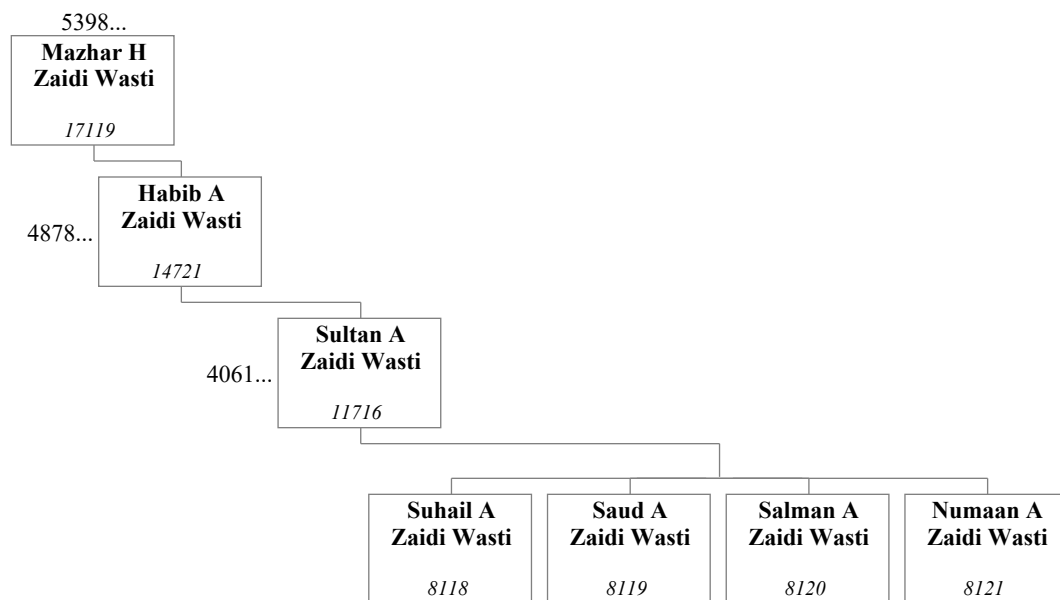 5398...
Mazhar H
Zaidi Wasti
17119
Habib A
Zaidi Wasti
4878...
14721
Sultan A
Zaidi Wasti
4061...
11716
Suhail A
Zaidi Wasti
8118
Saud A
Zaidi Wasti
8119
Salman A
Zaidi Wasti
8120
Numaan A
Zaidi Wasti
8121